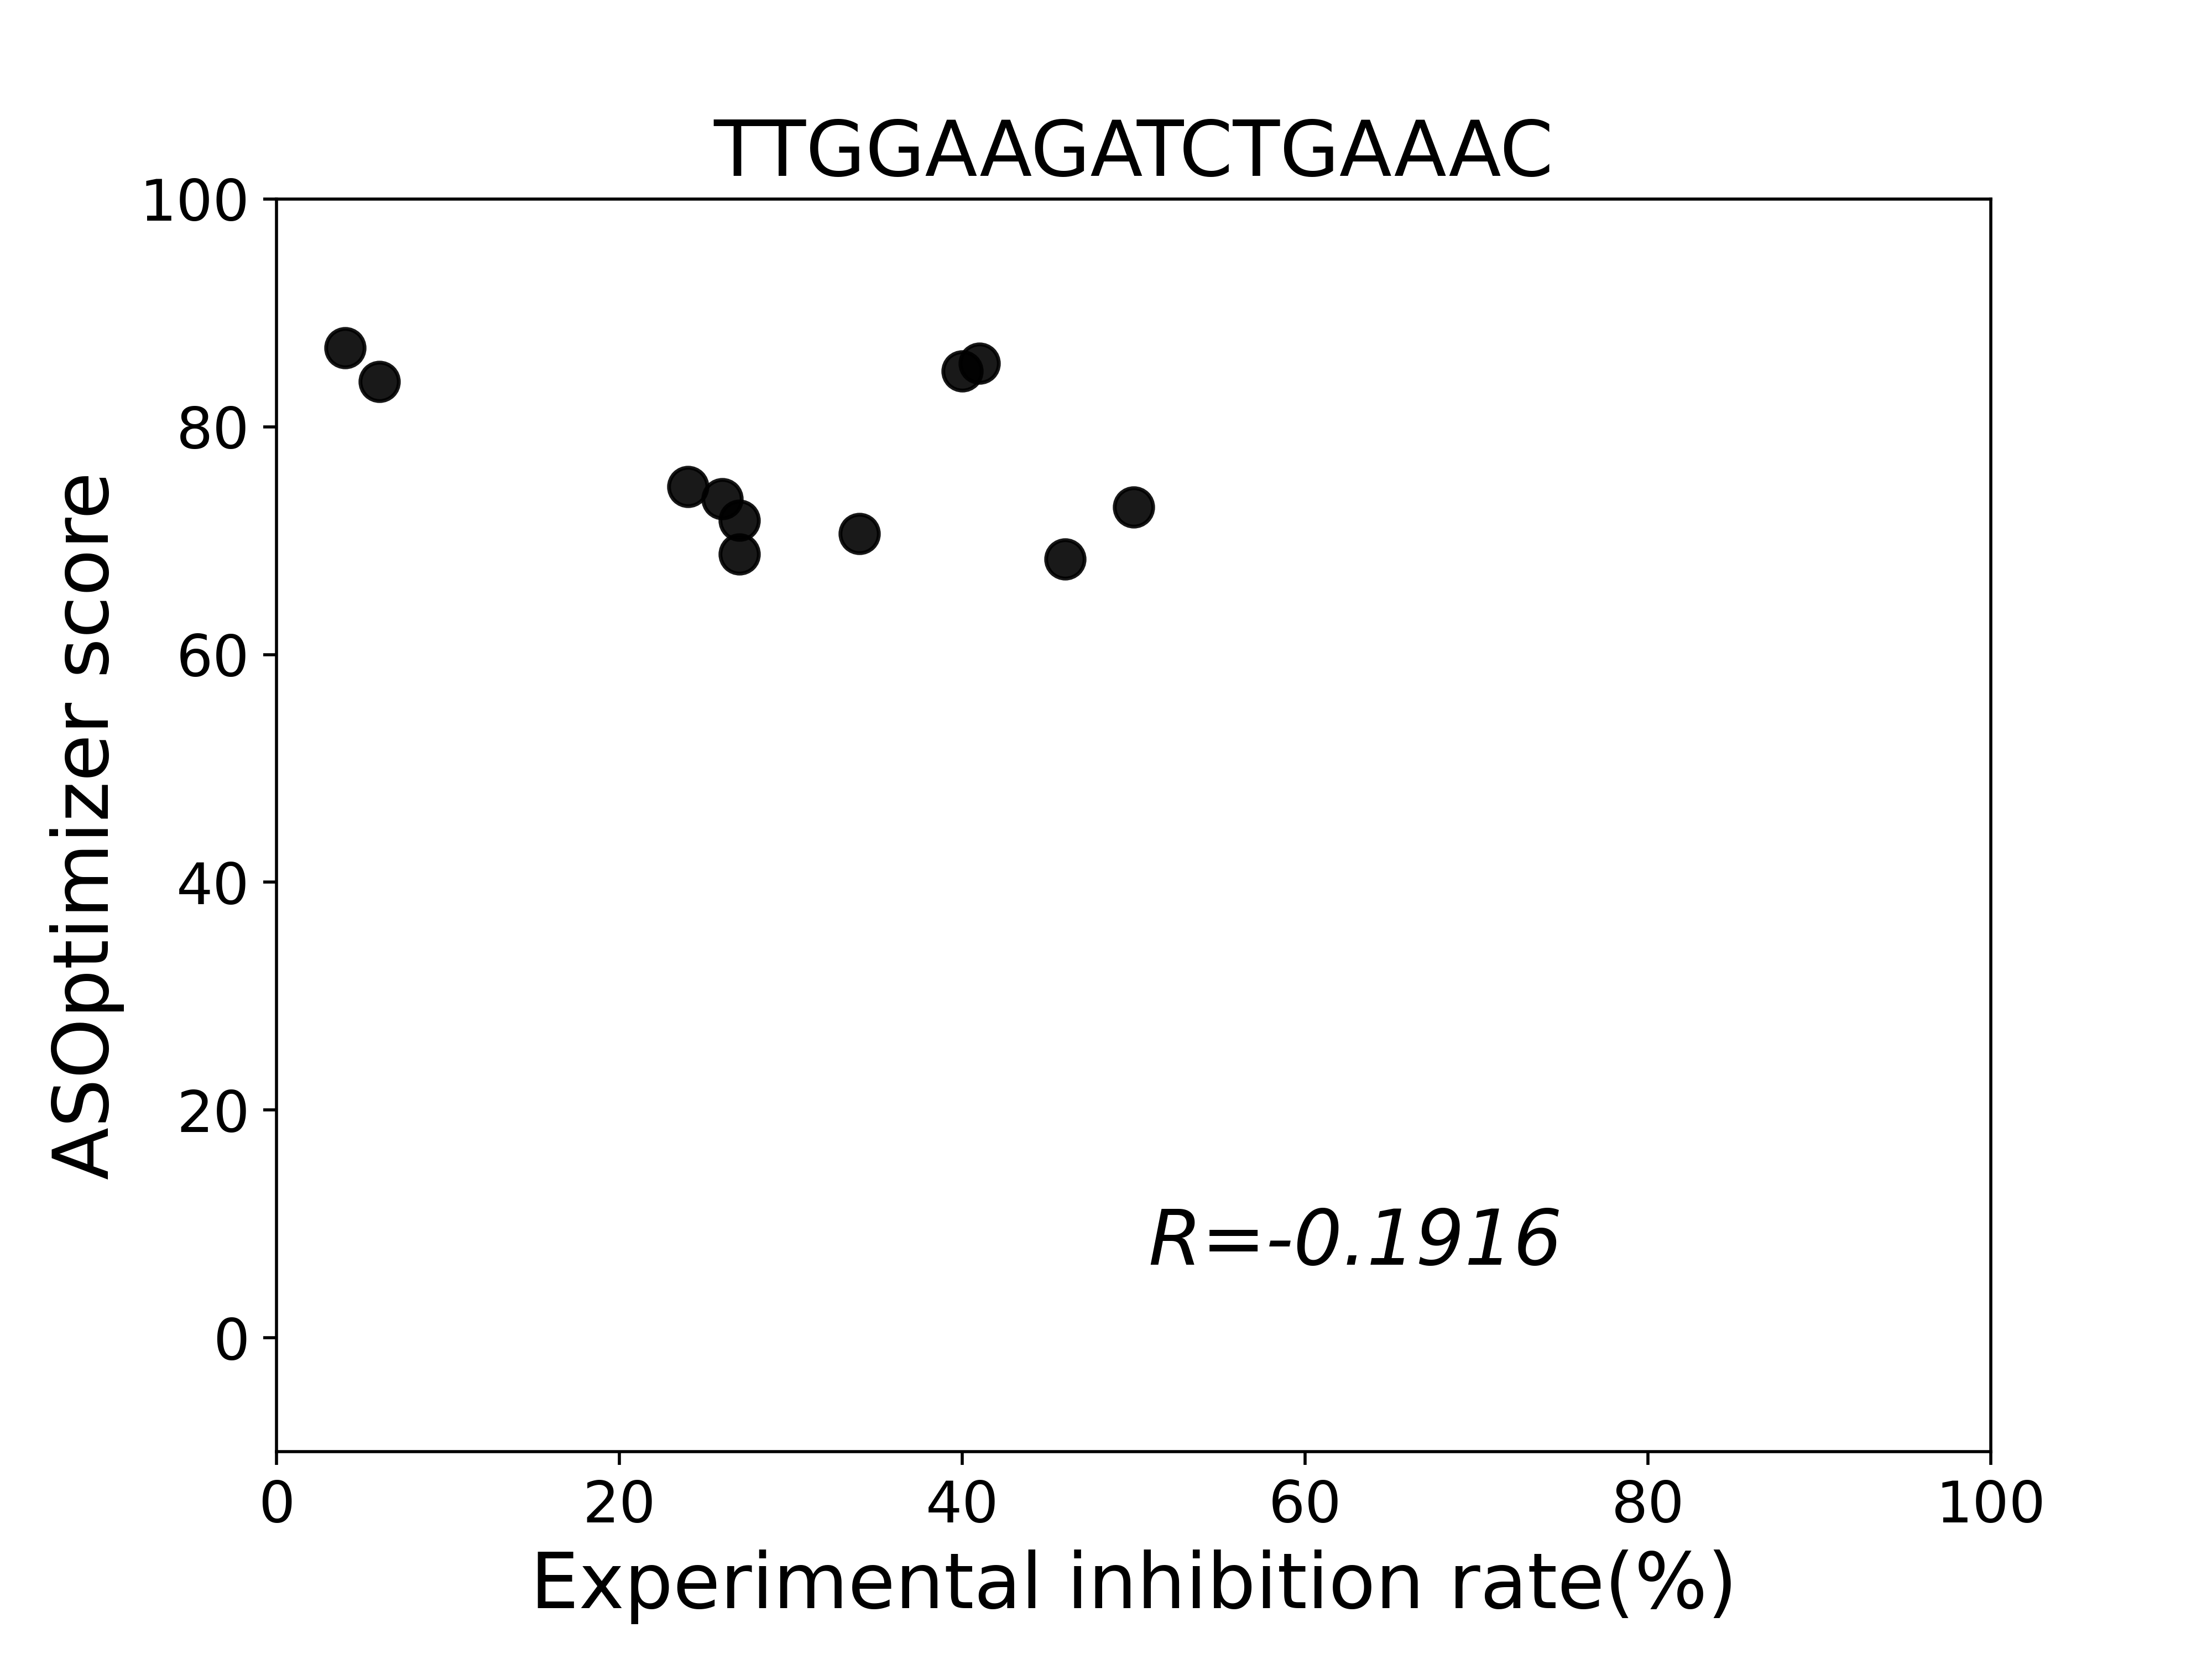 TTGGAAGATCTGAAAC
100
80
60
40
20
0
ASOptimizer score
R=-0.1916
0 20 40 60 80 100
Experimental inhibition rate(%)